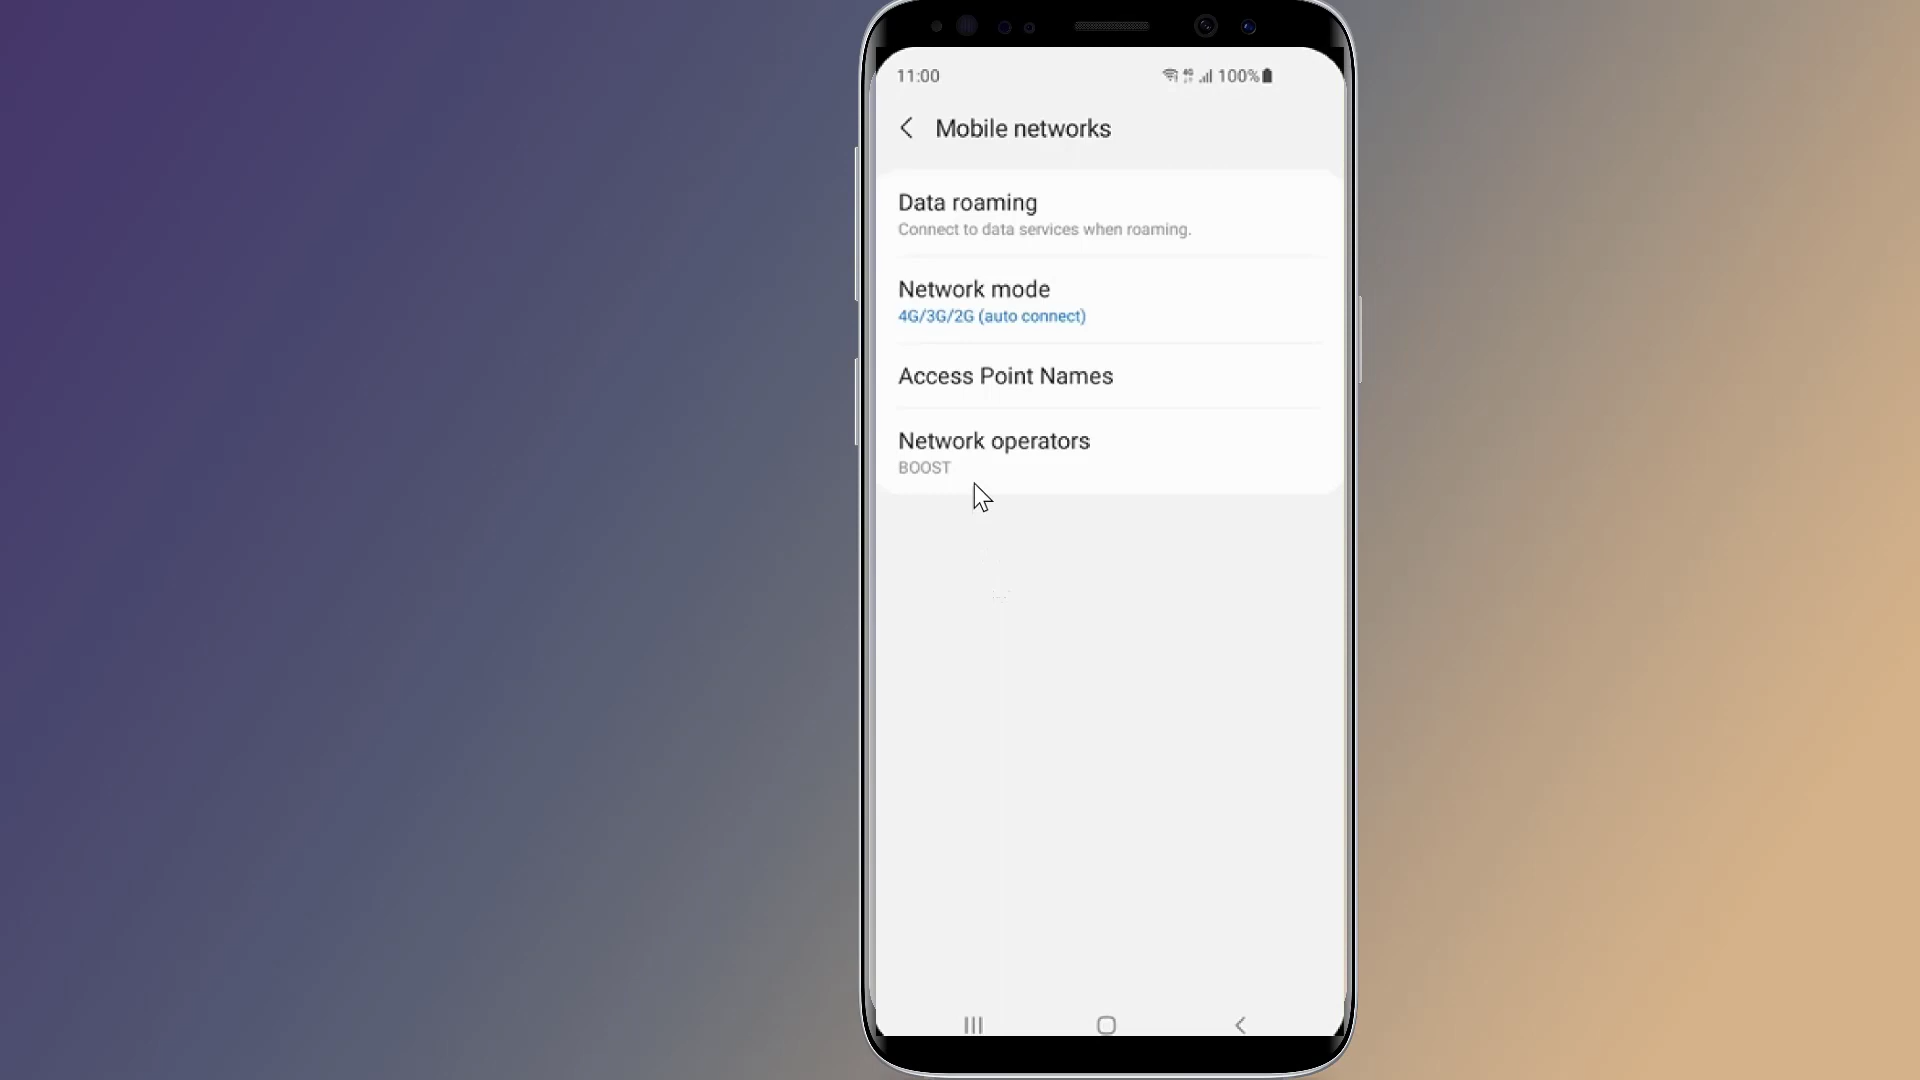 11:00
4G
100%
Mobile networks
Data roaming
Connect to data services when roaming.
Network mode
4G/3G/2G (auto connect)
Access Point Names
Network operators
BOOST